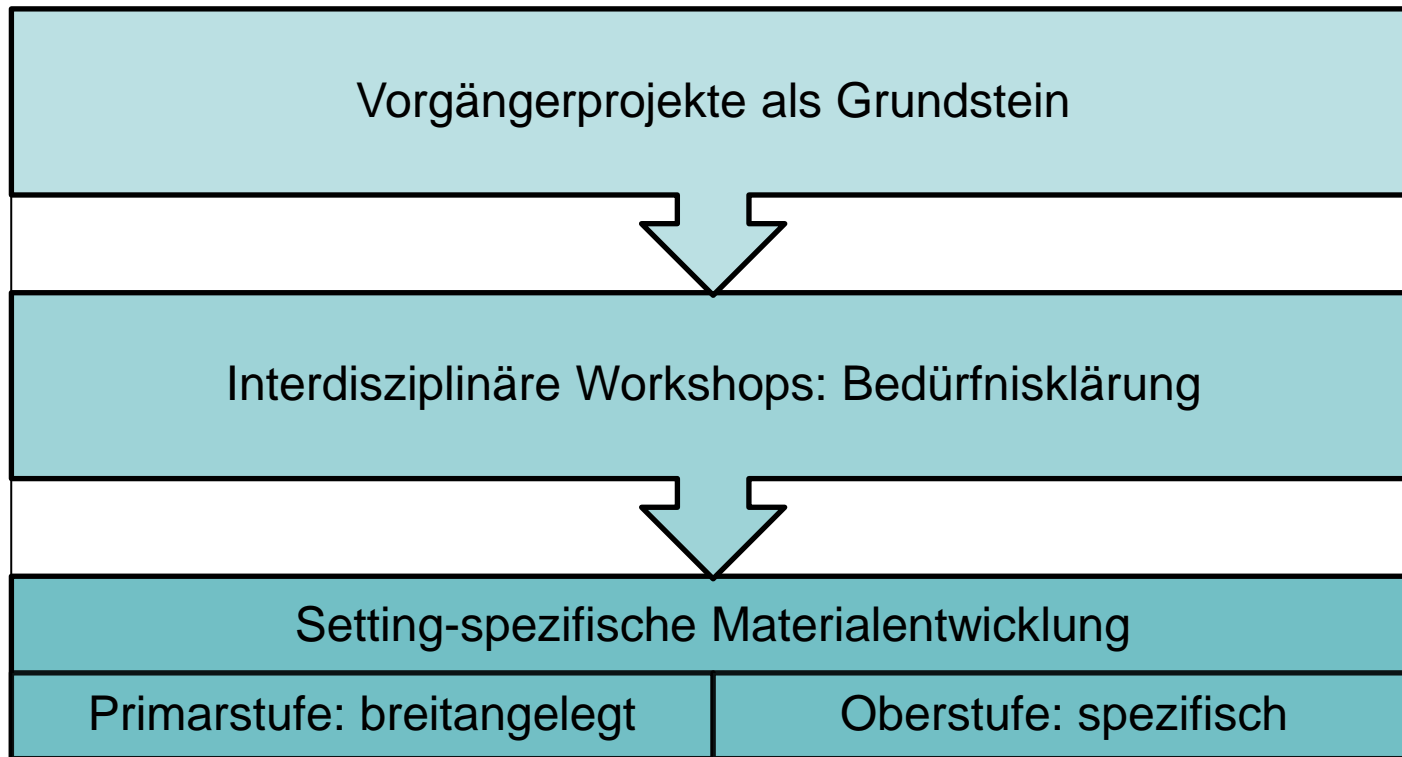 Vorgängerprojekte als Grundstein
Interdisziplinäre Workshops: Bedürfnisklärung
Setting-spezifische Materialentwicklung
Primarstufe: breitangelegt
Oberstufe: spezifisch